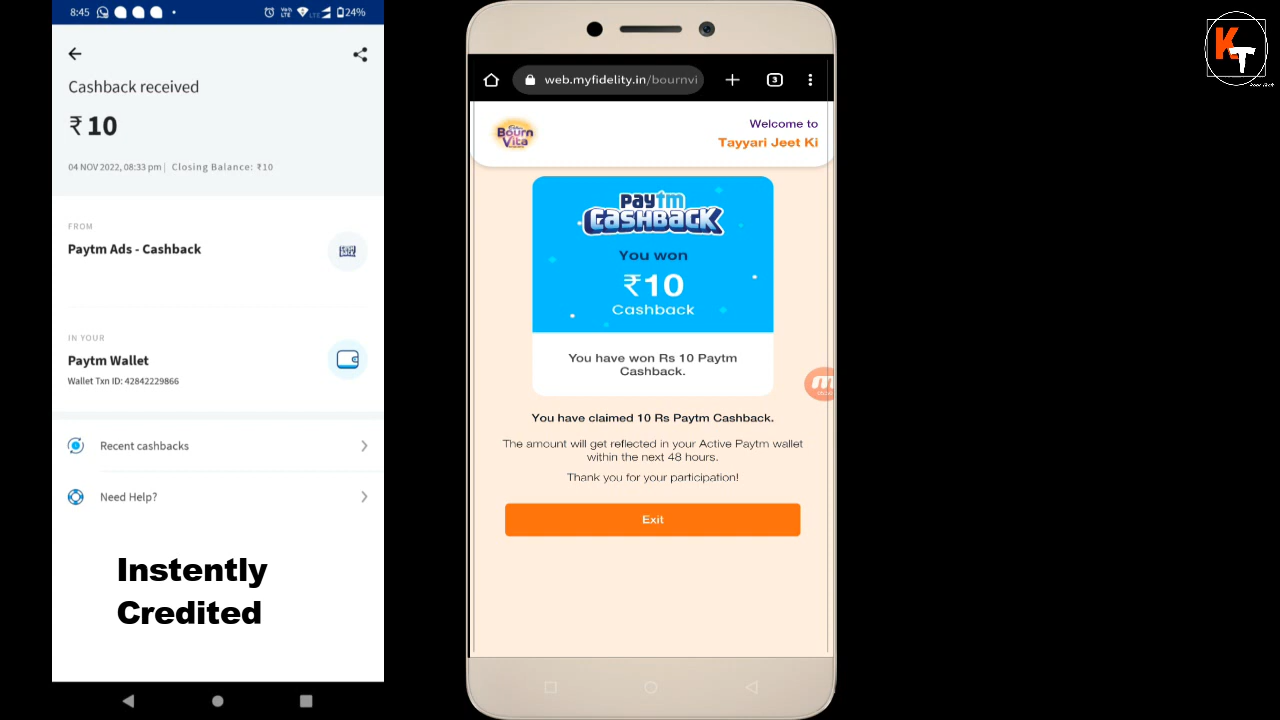 8:45
24%
Cashback received
₹10
04 NOV 2022, 08:33 pm | Closing Balance: ₹10
FROM
Paytm Ads - Cashback
IN YOUR
Paytm Wallet
Wallet Txn ID: 42842229866
Recent cashbacks
Need Help?
Instently
Credited
web.myfidelity.in/bournvi
3
Bourn
Vita
Welcome to
Tayyari Jeet Ki
paytm
CASHBACK
You won
₹10
Cashback
You have won Rs 10 Paytm
Cashback.
You have claimed 10 Rs Paytm Cashback.
The amount will get reflected in your Active Paytm wallet
within the next 48 hours.
Thank you for your participation!
Exit
KT